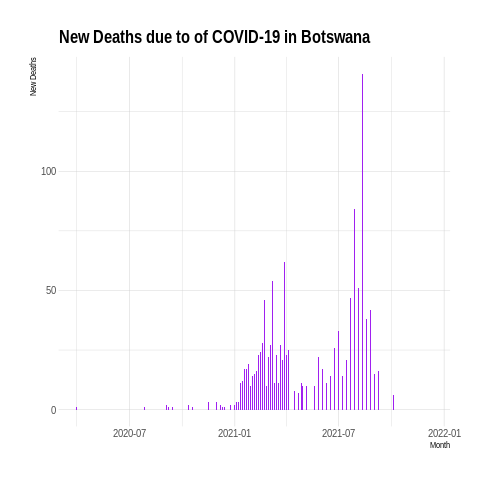 New Deaths due to of COVID-19 in Botswana
New Deaths
100
50
0
2020-07 2021-01 2021-07 2022-01
Month